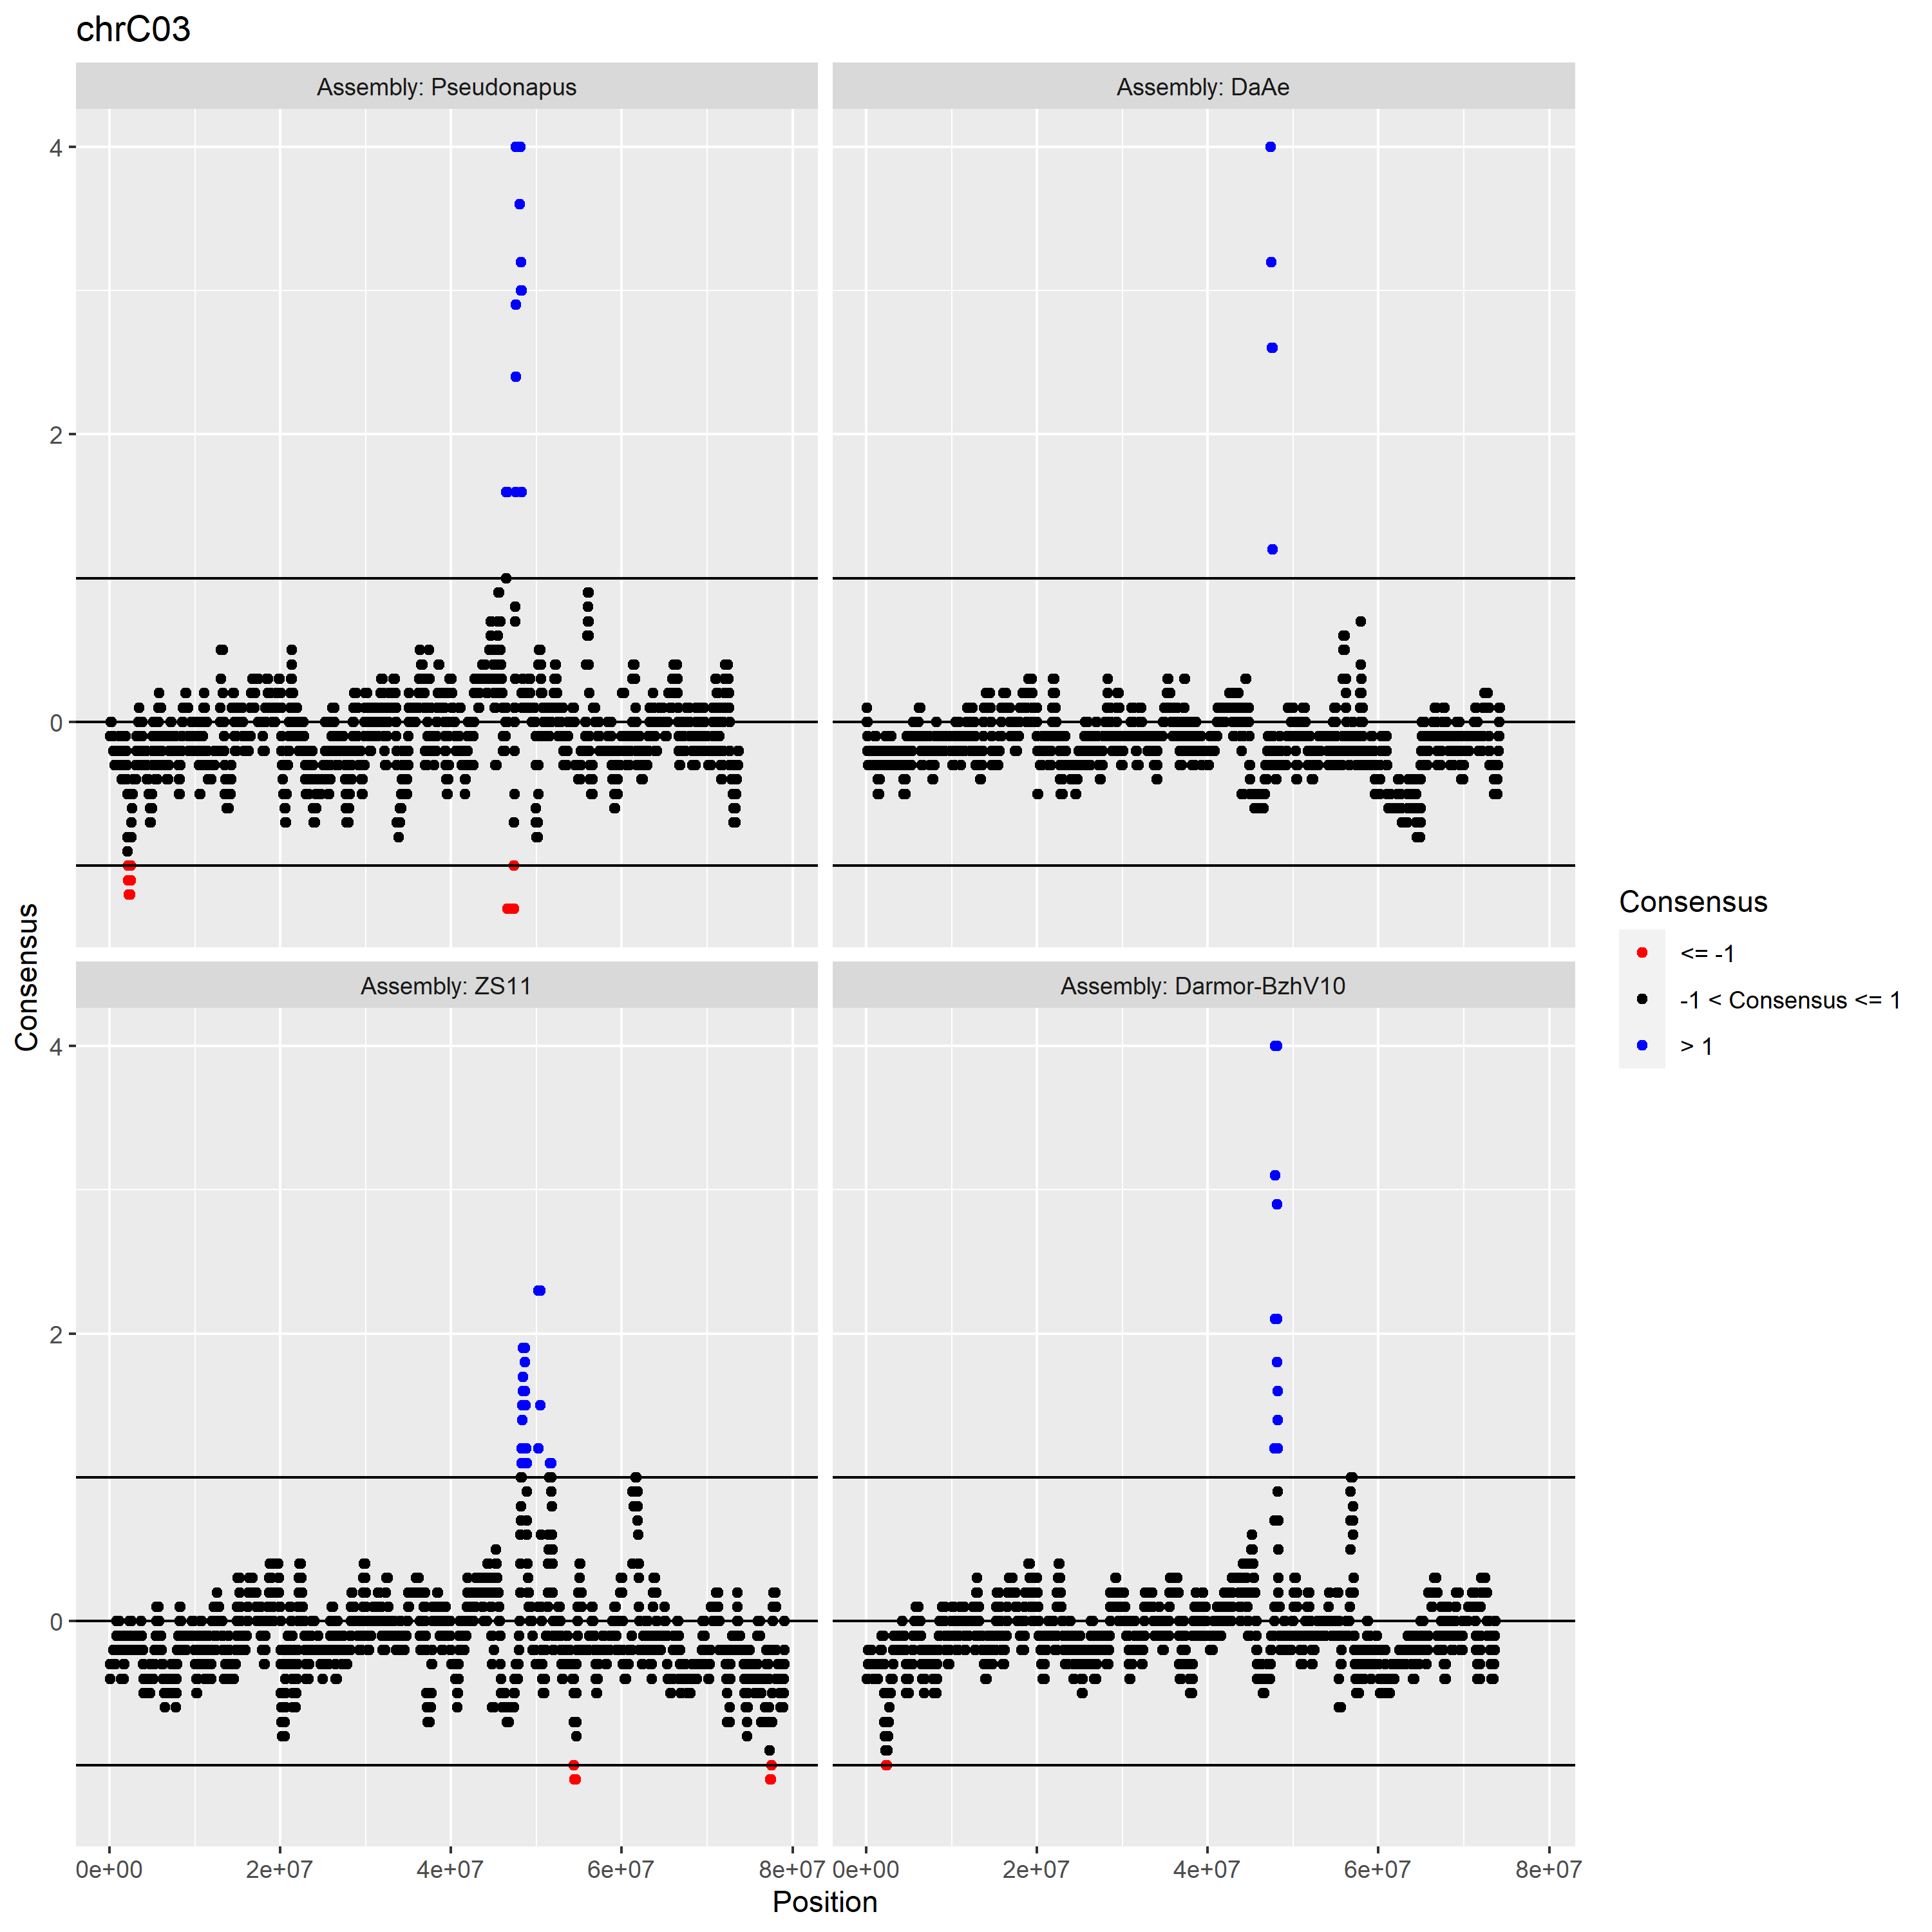 chrC03
Assembly: Pseudonapus
Assembly: DaAe
4
2
0
Consensus
Assembly: ZS11
Assembly: Darmor-BzhV10
4
2
0
0e+00 2e+07 4e+07 6e+07 8e+07 0e+00 2e+07 4e+07 6e+07 8e+07
Position
Consensus
<= -1
-1 < Consensus <= 1
> 1